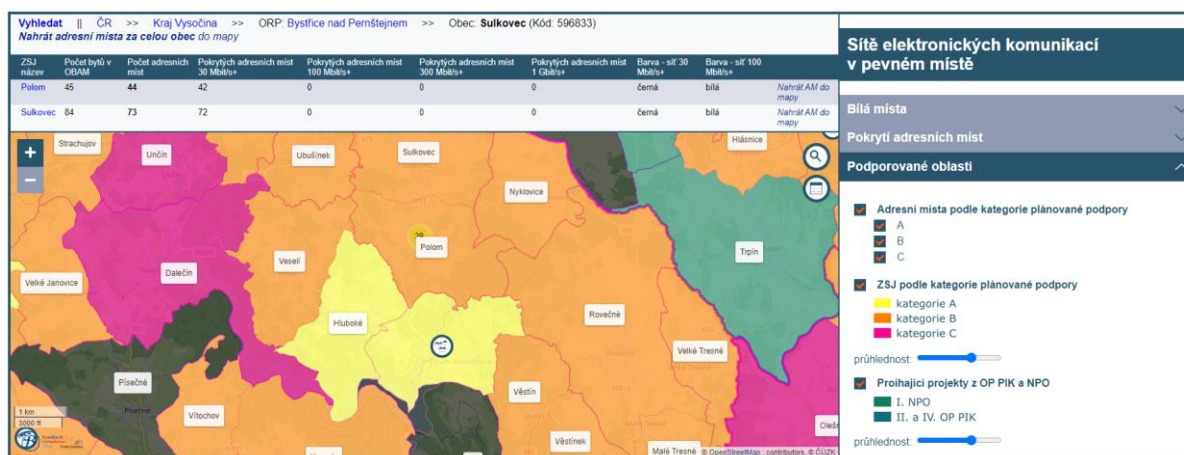 Vyhledat || ČR >> Kraj Vysočina >> ORP: Bystřice nad Pernštejnem >> Obec: Sulkovec (Kód: 596833)
Nahrát adresní místa za celou obec do mapy
ZSJ název Počet bytů v OBAM Počet adresních míst Pokrytých adresních míst 30 Mbit/s+ Pokrytých adresních míst 100 Mbit/s+ Pokrytých adresních míst 300 Mbit/s+ Pokrytých adresních míst 1 Gbit/s+ Barva - síť 30 Mbit/s+ Barva - síť 100 Mbit/s+
Polom 45 44 42 0 0 0 černá bílá Nahrát AM do mapy
Sulkovec 84 73 72 0 0 0 černá bílá Nahrát AM do mapy
Strachujov
Unčín
Ubušínek
Sulkovec
Hlásnice
Nyklovice
Polom
Trpín
Veselí
Dalečín
Velké Janovice
Hluboké
Rovečné
Velké Tresné
Písečné
Písečné
Vítochov
Věstín
Věstínek
Malé Tresné
1 km
3000 ft
© OpenStreetMap contributors, © ČÚZK
Sítě elektronických komunikací
v pevném místě
Bílá místa
Pokrytí adresních míst
Podporované oblasti
Adresní místa podle kategorie plánované podpory
A
B
C
ZSJ podle kategorie plánované podpory
kategorie A
kategorie B
kategorie C
průhlednost:
Proíhající projekty z OP PIK a NPO
I. NPO
II. a IV. OP PIK
průhlednost: